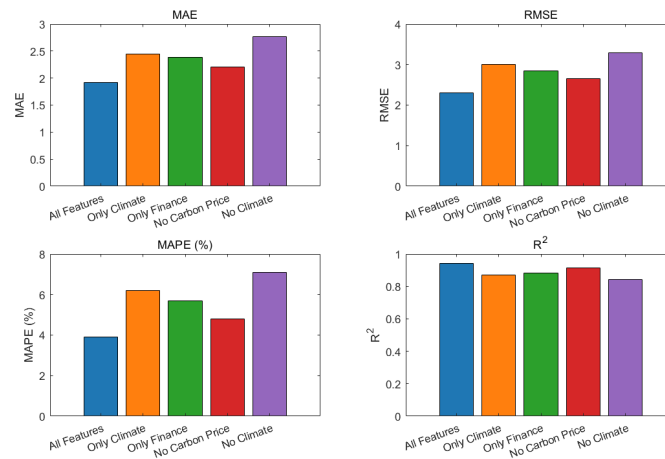 MAE
3
2.5
2
1.5
1
0.5
0
MAE
All Features
Only Climate
Only Finance
No Carbon Price
No Climate
RMSE
4
3
2
1
0
RMSE
All Features
Only Climate
Only Finance
No Carbon Price
No Climate
MAPE (%)
8
6
4
2
0
MAPE (%)
All Features
Only Climate
Only Finance
No Carbon Price
No Climate
R²
1
0.8
0.6
0.4
0.2
0
R²
All Features
Only Climate
Only Finance
No Carbon Price
No Climate